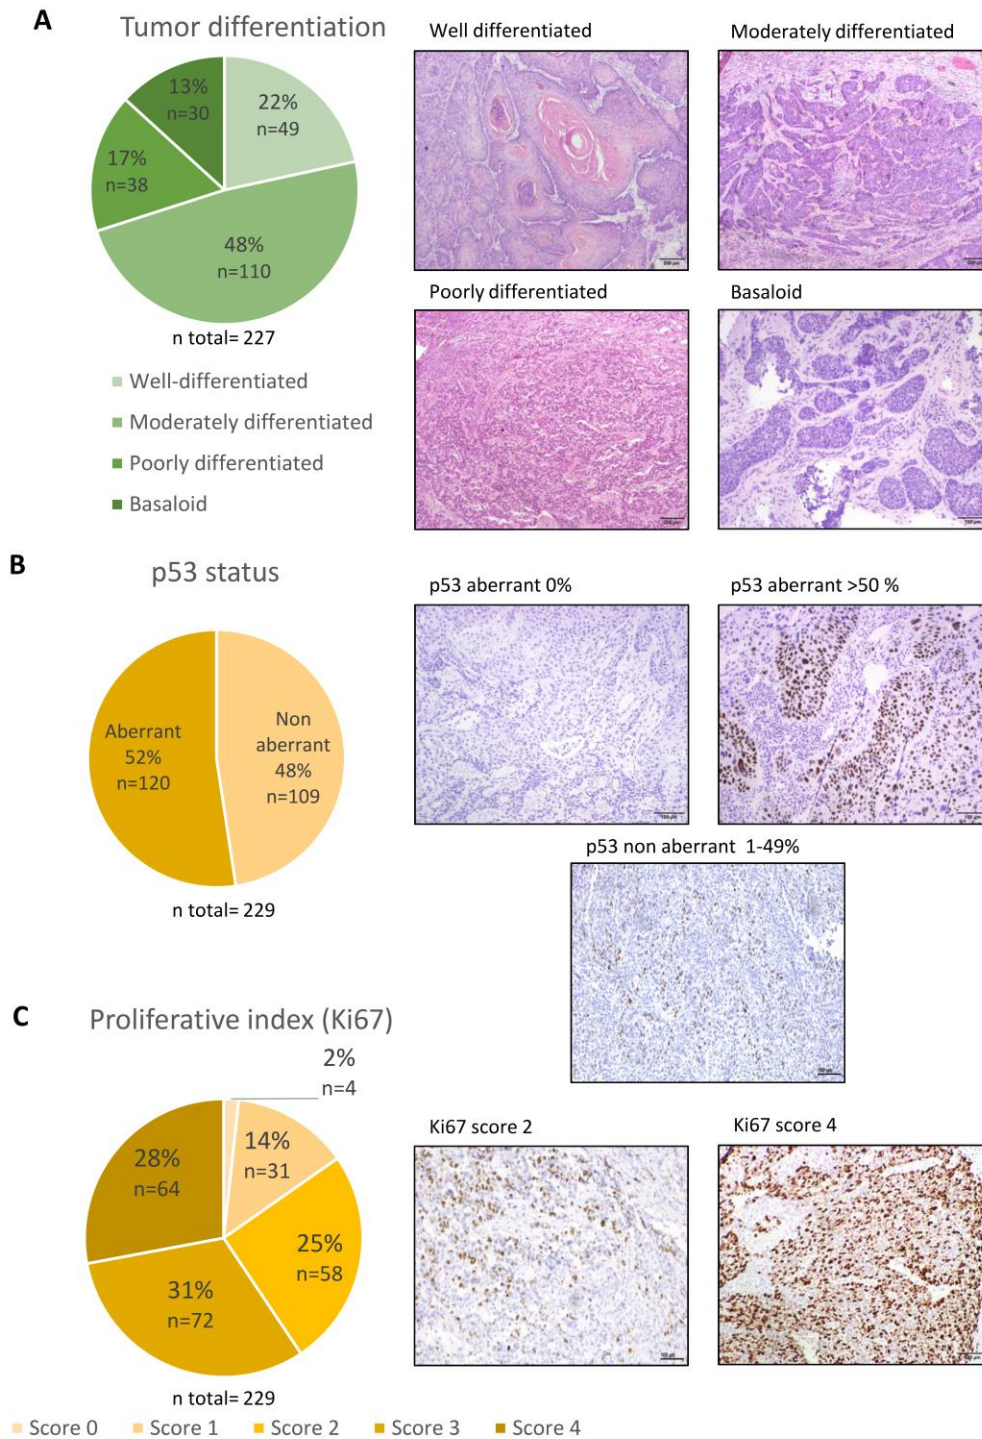 A
Tumor differentiation
13%
n=30
22%
n=49
17%
n=38
48%
n=110
n total= 227
Well-differentiated
Moderately differentiated
Poorly differentiated
Basaloid
Well differentiated
Moderately differentiated
Poorly differentiated
Basaloid
B
p53 status
Aberrant
52%
n=120
Non
aberrant
48%
n=109
n total= 229
p53 aberrant 0%
p53 aberrant >50 %
p53 non aberrant 1-49%
C
Proliferative index (Ki67)
2%
n=4
14%
n=31
28%
n=64
25%
n=58
31%
n=72
n total= 229
Score 0
Score 1
Score 2
Score 3
Score 4
Ki67 score 2
Ki67 score 4